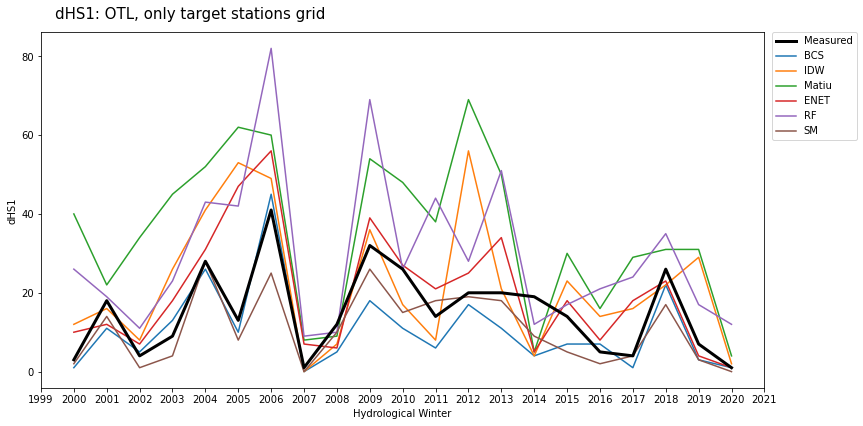 dHS1: OTL, only target stations grid
Measured
BCS
IDW
Matiu
ENET
RF
SM
80
60
40
20
0
dHS1
1999 2000 2001 2002 2003 2004 2005 2006 2007 2008 2009 2010 2011 2012 2013 2014 2015 2016 2017 2018 2019 2020 2021
Hydrological Winter